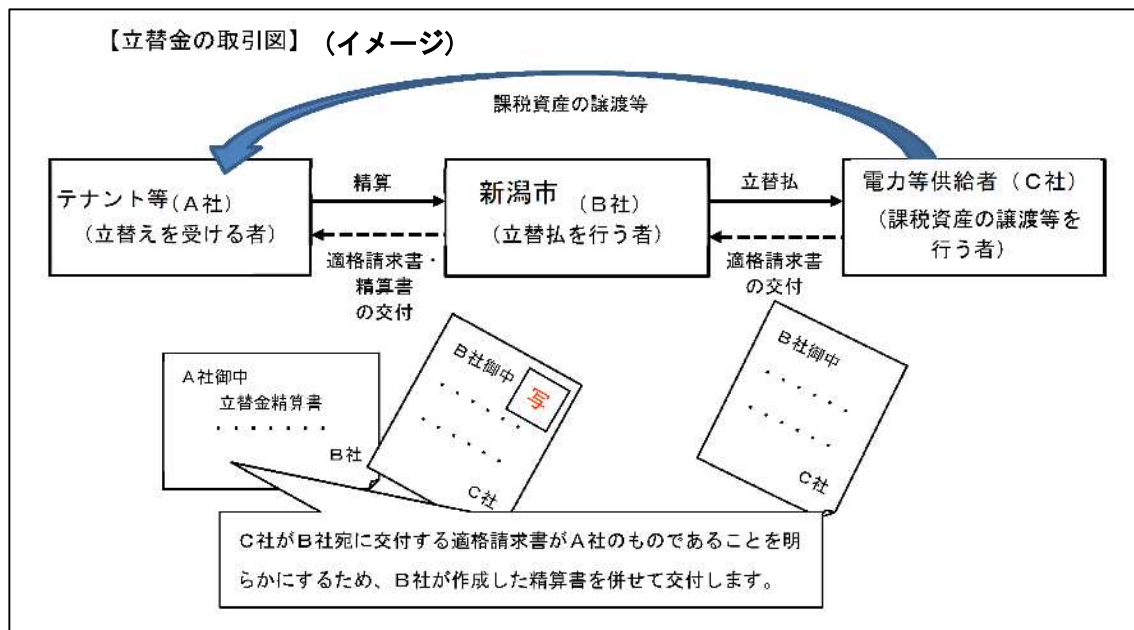 【立替金の取引図】 (イメージ)
課税資産の譲渡等
テナント等(A社)
(立替えを受ける者)
精算
適格請求書・
精算書
の交付
新潟市 (B社)
(立替払を行う者)
立替払
適格請求書
の交付
電力等供給者(C社)
(課税資産の譲渡等を
行う者)
A社御中
立替金精算書
・・・・・・・
B社
B社御中
写
・・・・・・
・・・・・・
C社
B社御中
・・・・・・
・・・・・・
C社
C社がB社宛に交付する適格請求書がA社のものであることを明
らかにするため、B社が作成した精算書を併せて交付します。